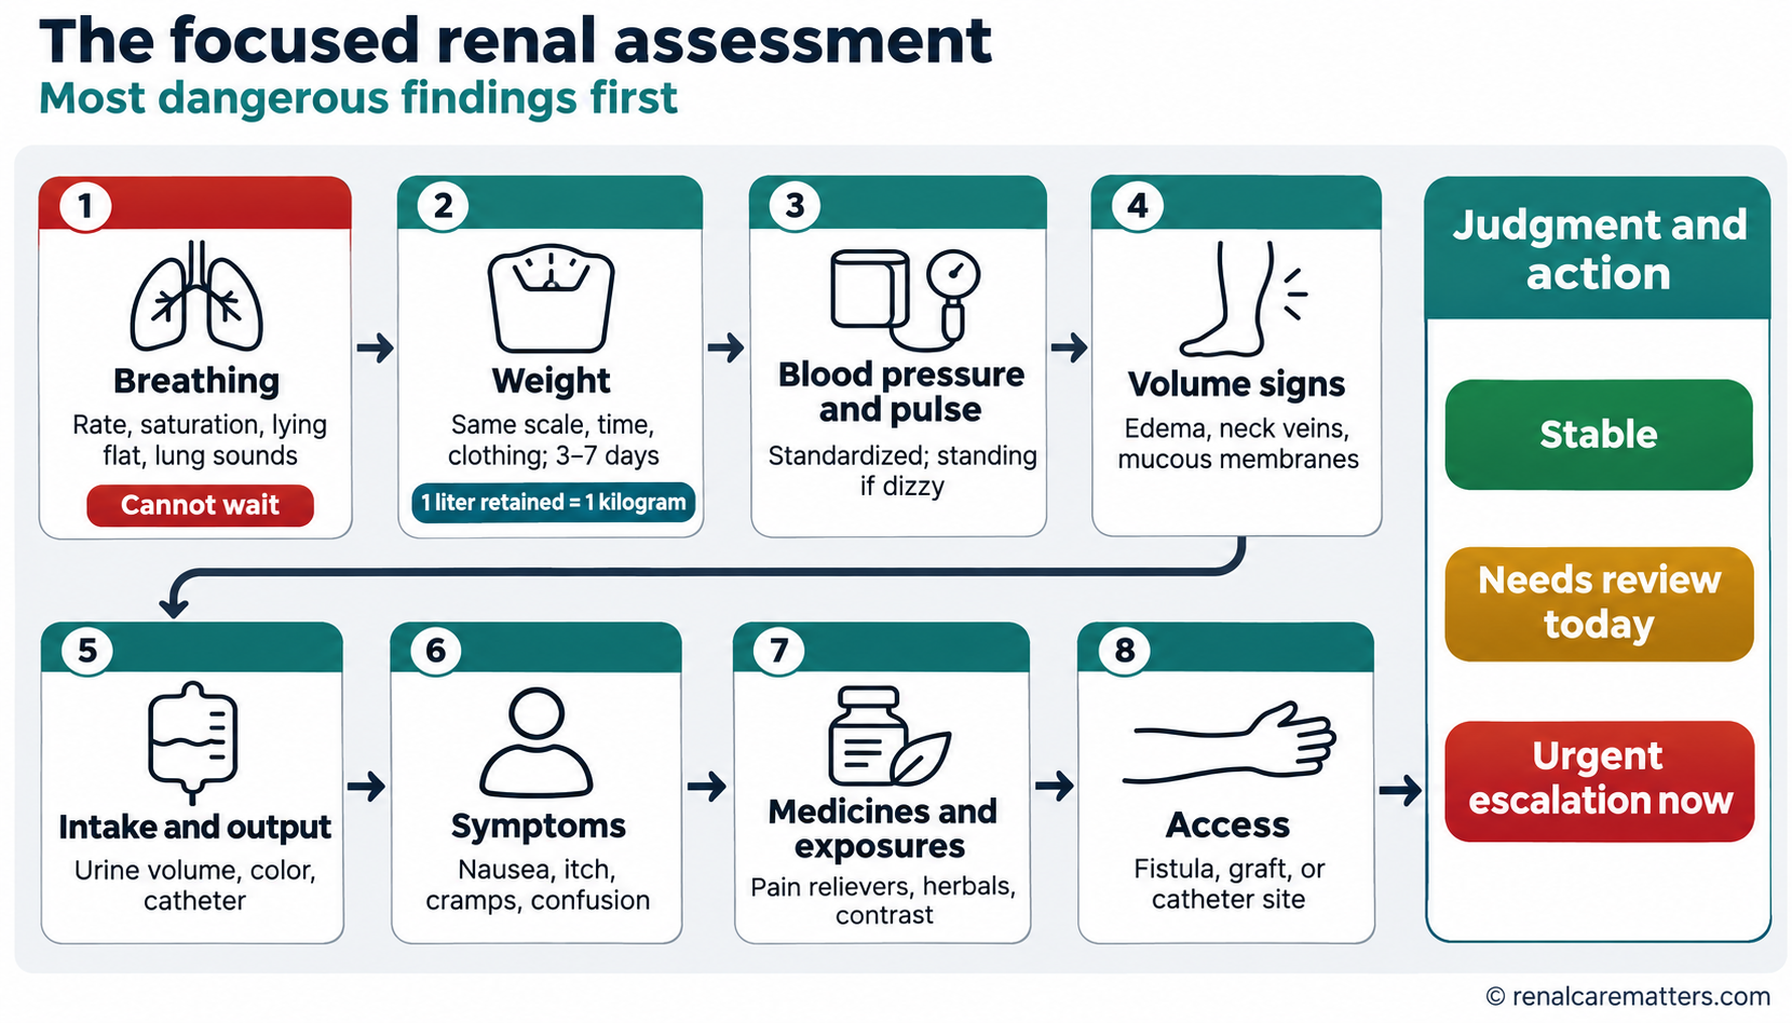 The focused renal assessment
Most dangerous findings first
1
Breathing
Rate, saturation, lying
flat, lung sounds
Cannot wait
2
Weight
Same scale, time,
clothing; 3–7 days
1 liter retained = 1 kilogram
3
Blood pressure
and pulse
Standardized; standing
if dizzy
4
Volume signs
Edema, neck veins,
mucous membranes
5
Intake and output
Urine volume, color,
catheter
6
Symptoms
Nausea, itch,
cramps, confusion
7
Medicines and
exposures
Pain relievers, herbals,
contrast
8
Access
Fistula, graft, or
catheter site
Judgment and
action
Stable
Needs review
today
Urgent
escalation now
© renalcarematters.com